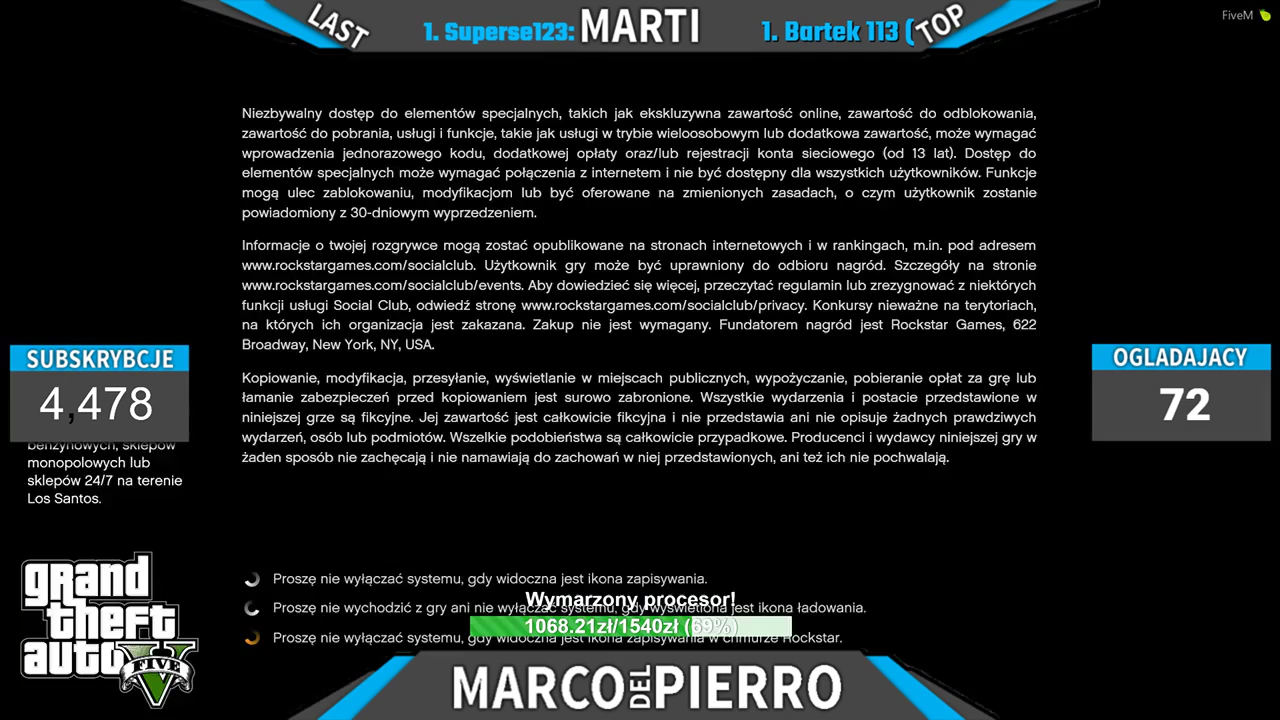 LAST
1. Superse123: MARTI
1. Bartek 113 (
TOP
FiveM
Niezbywalny dostęp do elementów specjalnych, takich jak ekskluzywna zawartość online, zawartość do odblokowania,
zawartość do pobrania, usługi i funkcje, takie jak usługi w trybie wieloosobowym lub dodatkowa zawartość, może wymagać
wprowadzenia jednorazowego kodu, dodatkowej opłaty oraz/lub rejestracji konta sieciowego (od 13 lat). Dostęp do
elementów specjalnych może wymagać połączenia z internetem i nie być dostępny dla wszystkich użytkowników. Funkcje
mogą ulec zablokowaniu, modyfikacjom lub być oferowane na zmienionych zasadach, o czym użytkownik zostanie
powiadomiony z 30-dniowym wyprzedzeniem.
Informacje o twojej rozgrywce mogą zostać opublikowane na stronach internetowych i w rankingach, m.in. pod adresem
www.rockstargames.com/socialclub. Użytkownik gry może być uprawniony do odbioru nagród. Szczegóły na stronie
www.rockstargames.com/socialclub/events. Aby dowiedzieć się więcej, przeczytać regulamin lub zrezygnować z niektórych
funkcji usługi Social Club, odwiedź stronę www.rockstargames.com/socialclub/privacy. Konkursy nieważne na terytoriach,
na których ich organizacja jest zakazana. Zakup nie jest wymagany. Fundatorem nagród jest Rockstar Games, 622
Broadway, New York, NY, USA.
Kopiowanie, modyfikacja, przesyłanie, wyświetlanie w miejscach publicznych, wypożyczanie, pobieranie opłat za grę lub
łamanie zabezpieczeń przed kopiowaniem jest surowo zabronione. Wszystkie wydarzenia i postacie przedstawione w
niniejszej grze są fikcyjne. Jej zawartość jest całkowicie fikcyjna i nie przedstawia ani nie opisuje żadnych prawdziwych
wydarzeń, osób lub podmiotów. Wszelkie podobieństwa są całkowicie przypadkowe. Producenci i wydawcy niniejszej gry w
żaden sposób nie zachęcają i nie namawiają do zachowań w niej przedstawionych, ani też ich nie pochwalają.
SUBSKRYBCJE
4,478
benzynowych, sklepów
monopolowych lub
sklepów 24/7 na terenie
Los Santos.
OGLADAJACY
72
grand
theft
auto V
FIVE
Proszę nie wyłączać systemu, gdy widoczna jest ikona zapisywania.
Wymarzony procesor!
Proszę nie wychodzić z gry ani nie wyłączać systemu, gdy wyświetlona jest ikona ładowania.
1068.21zł/1540zł (69%)
Proszę nie wyłączać systemu, gdy widoczna jest ikona zapisywania w chmurze Rockstar.
MARCO DEL PIERRO